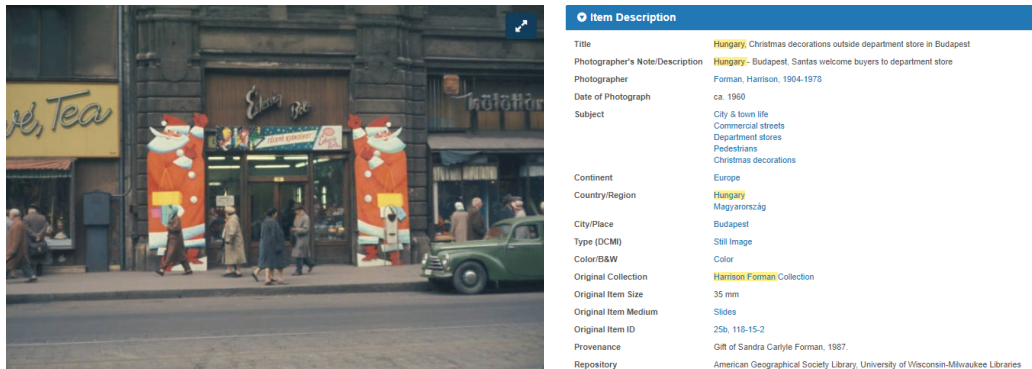 é, Tea
Édes Bolt
TÉLAPÓ AJÁNDÉKOK
Item Description
Title Hungary, Christmas decorations outside department store in Budapest
Photographer's Note/Description Hungary - Budapest, Santas welcome buyers to department store
Photographer Forman, Harrison, 1904-1978
Date of Photograph ca. 1960
Subject City & town life
Commercial streets
Department stores
Pedestrians
Christmas decorations
Continent Europe
Country/Region Hungary
Magyarország
City/Place Budapest
Type (DCMI) Still Image
Color/B&W Color
Original Collection Harrison Forman Collection
Original Item Size 35 mm
Original Item Medium Slides
Original Item ID 25b, 118-15-2
Provenance Gift of Sandra Carlyle Forman, 1987.
Repository American Geographical Society Library, University of Wisconsin-Milwaukee Libraries